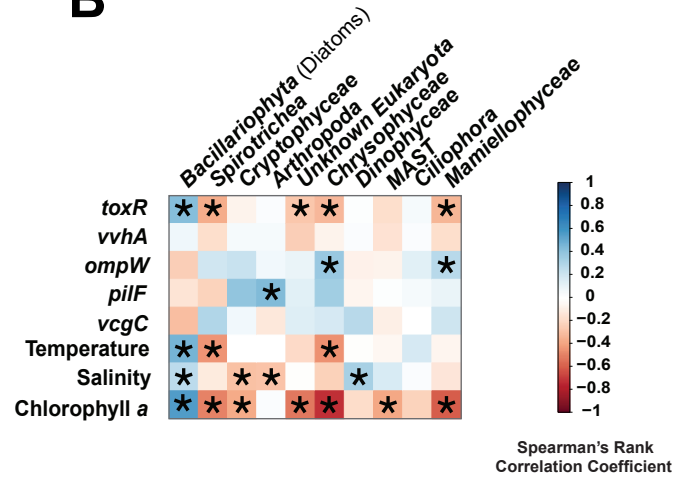 B
Bacillariophyta (Diatoms)
Spirotrichea
Cryptophyceae
Arthropoda
Unknown Eukaryota
Chrysophyceae
Dinophyceae
MAST
Ciliophora
Mamiellophyceae
toxR
vvhA
ompW
pilF
vcgC
Temperature
Salinity
Chlorophyll a
* * * * *
* *
*
* * *
* * * *
* * * * * * *
1
0.8
0.6
0.4
0.2
0
−0.2
−0.4
−0.6
−0.8
−1
Spearman's Rank
Correlation Coefficient